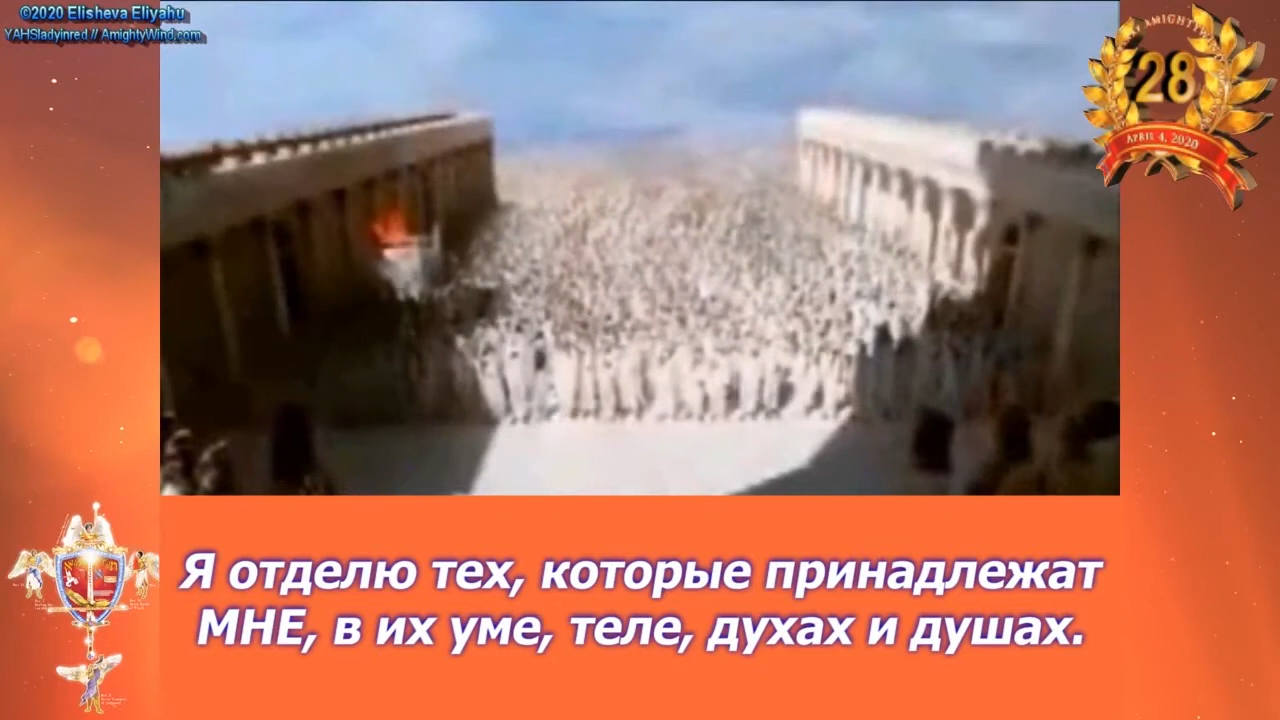 ©2020 Elisheva Eliyahu
YAHSladyinred // AmightyWind.com
28
APRIL 4, 2020
Я отделю тех, которые принадлежат
МНЕ, в их уме, теле, духах и душах.